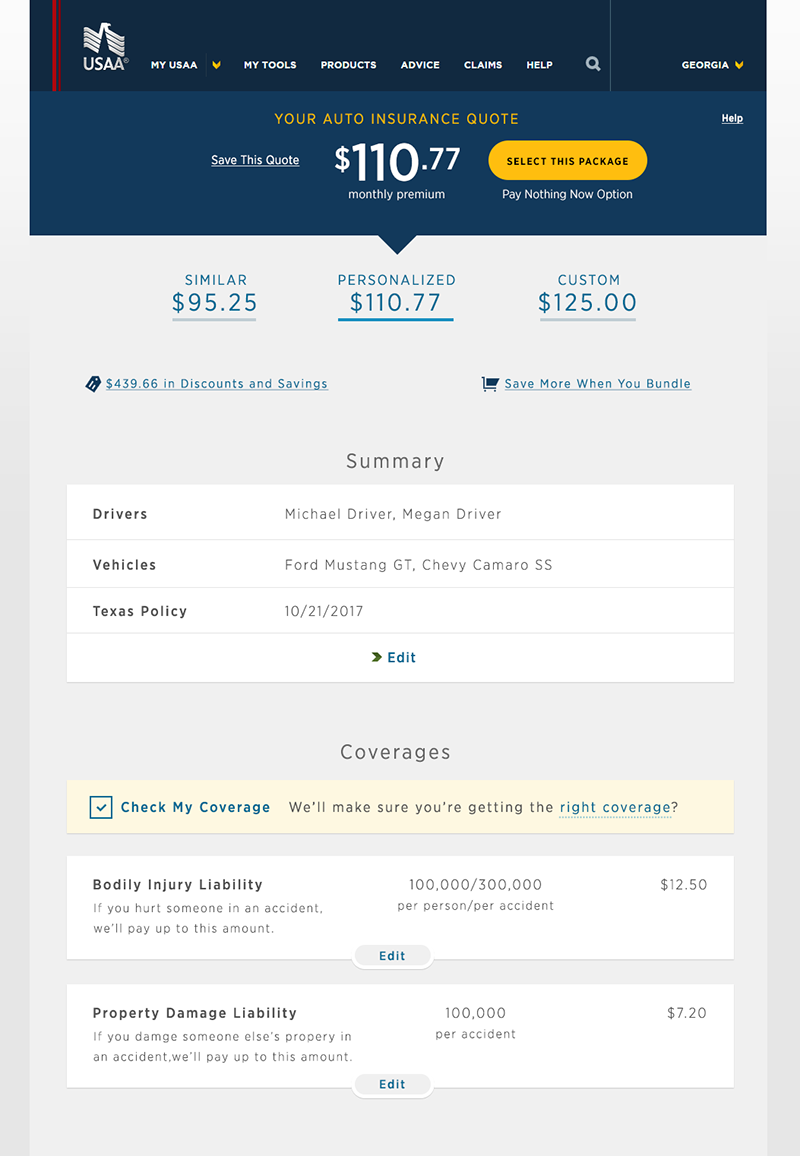 USAA®
MY USAA
MY TOOLS
PRODUCTS
ADVICE
CLAIMS
HELP
GEORGIA
YOUR AUTO INSURANCE QUOTE
Help
Save This Quote
$110.77
SELECT THIS PACKAGE
monthly premium
Pay Nothing Now Option
SIMILAR
$95.25
PERSONALIZED
$110.77
CUSTOM
$125.00
$439.66 in Discounts and Savings
Save More When You Bundle
Summary
Drivers Michael Driver, Megan Driver
Vehicles Ford Mustang GT, Chevy Camaro SS
Texas Policy 10/21/2017
Edit
Coverages
Check My Coverage We'll make sure you're getting the right coverage?
Bodily Injury Liability 100,000/300,000 $12.50
If you hurt someone in an accident, per person/per accident
we'll pay up to this amount.
Edit
Property Damage Liability 100,000 $7.20
If you damge someone else's propery in per accident
an accident,we'll pay up to this amount.
Edit